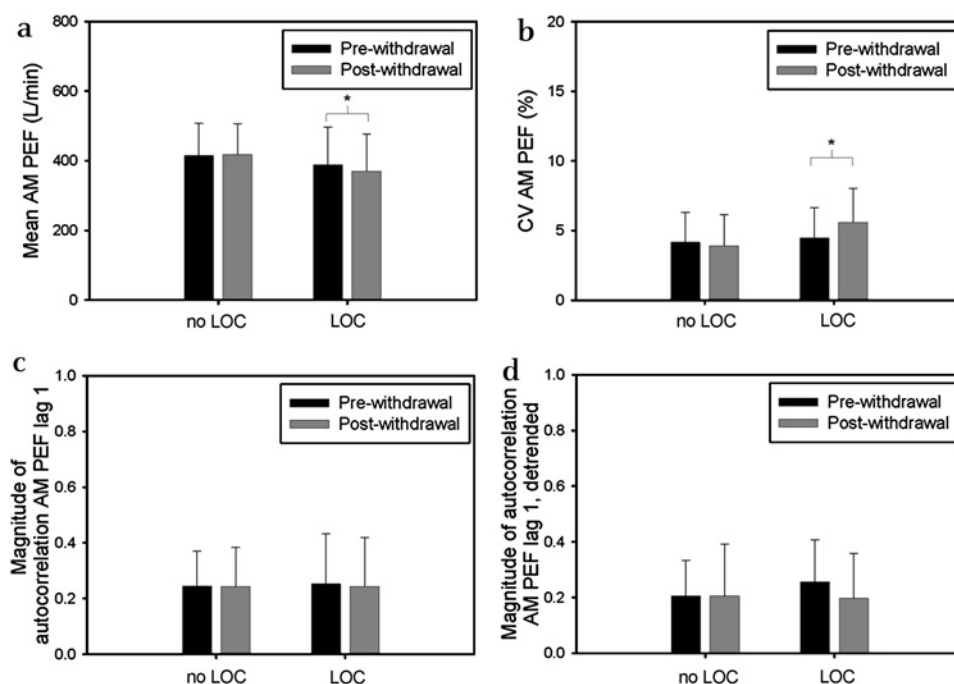 a
Mean AM PEF (L/min)
800
600
400
200
0
Pre-withdrawal
Post-withdrawal
*
no LOC
LOC
b
CV AM PEF (%)
20
15
10
5
0
Pre-withdrawal
Post-withdrawal
*
no LOC
LOC
c
Magnitude of
autocorrelation AM PEF lag 1
1.0
0.8
0.6
0.4
0.2
0.0
Pre-withdrawal
Post-withdrawal
no LOC
LOC
d
Magnitude of autocorrelation
AM PEF lag 1, detrended
1.0
0.8
0.6
0.4
0.2
0.0
Pre-withdrawal
Post-withdrawal
no LOC
LOC